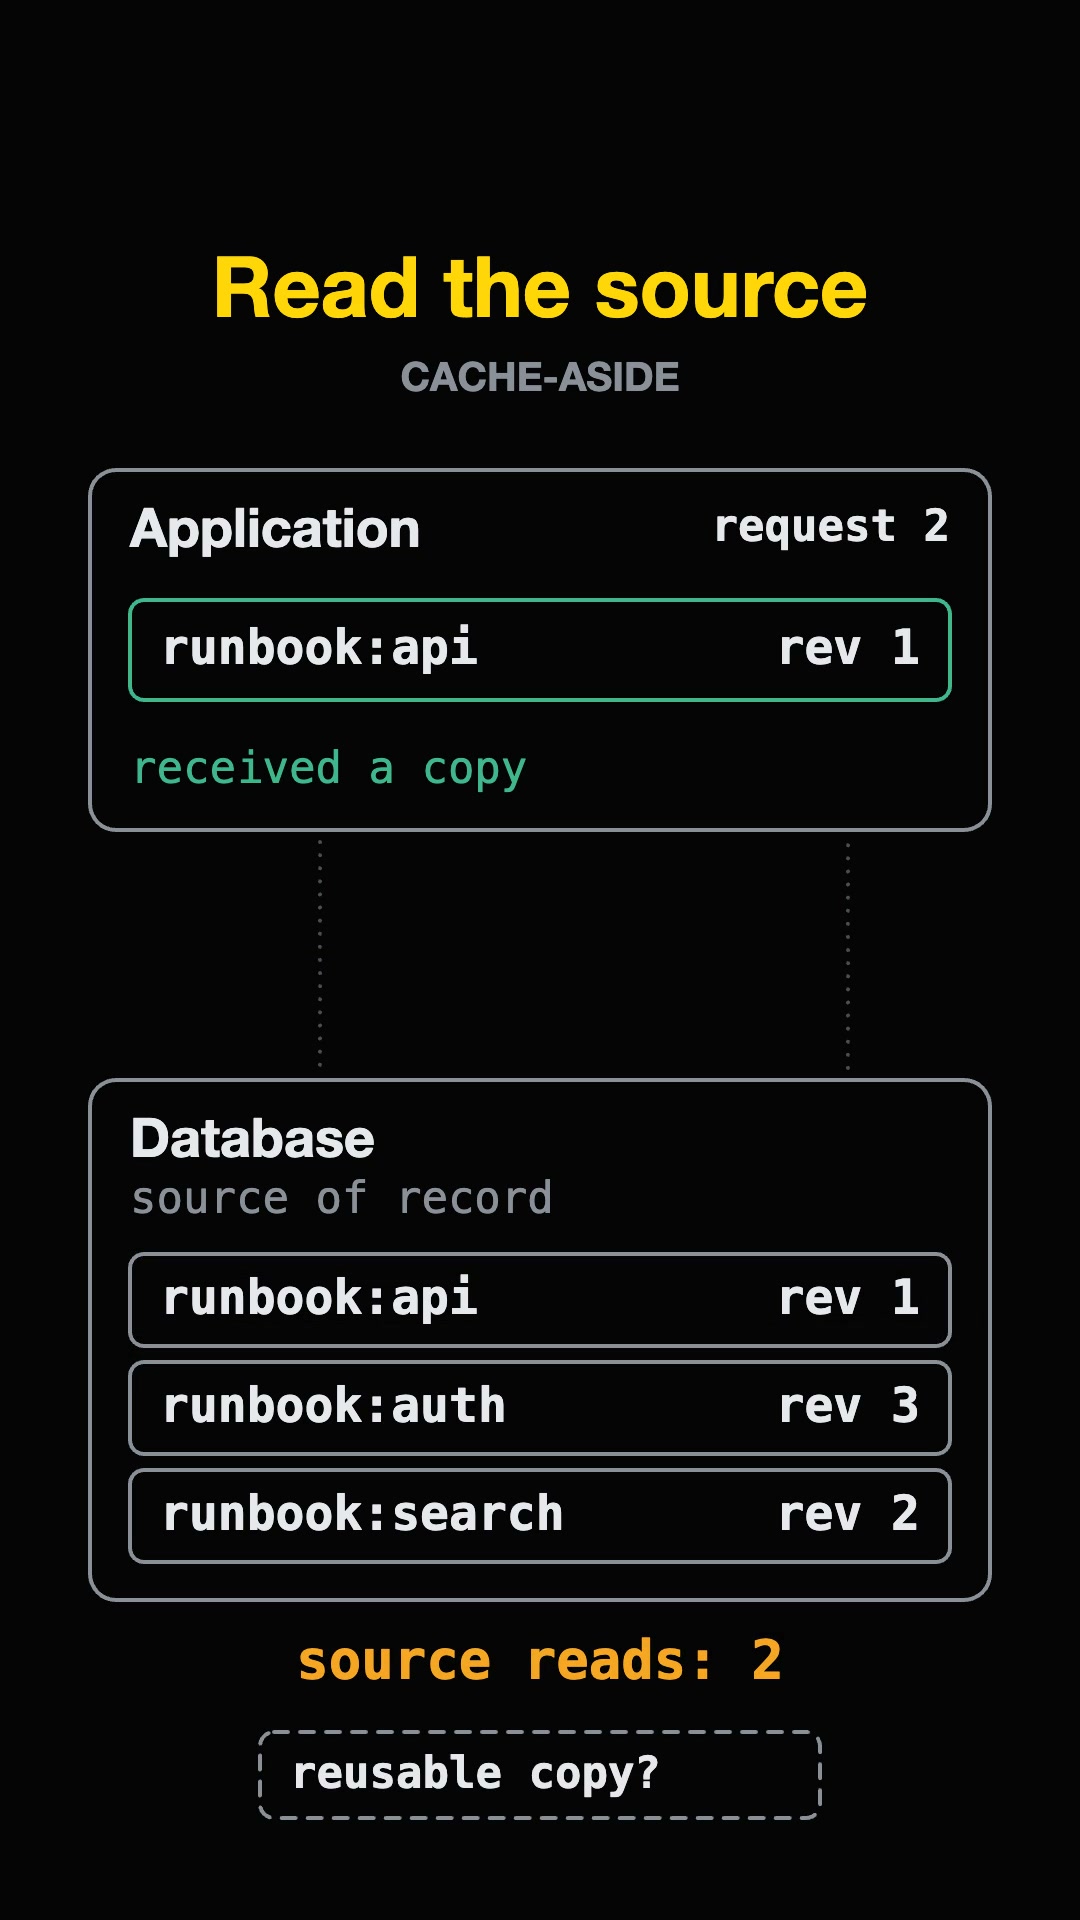 Read the source
CACHE-ASIDE
Application request 2
runbook:api rev 1
received a copy
Database
source of record
runbook:api rev 1
runbook:auth rev 3
runbook:search rev 2
source reads: 2
reusable copy?